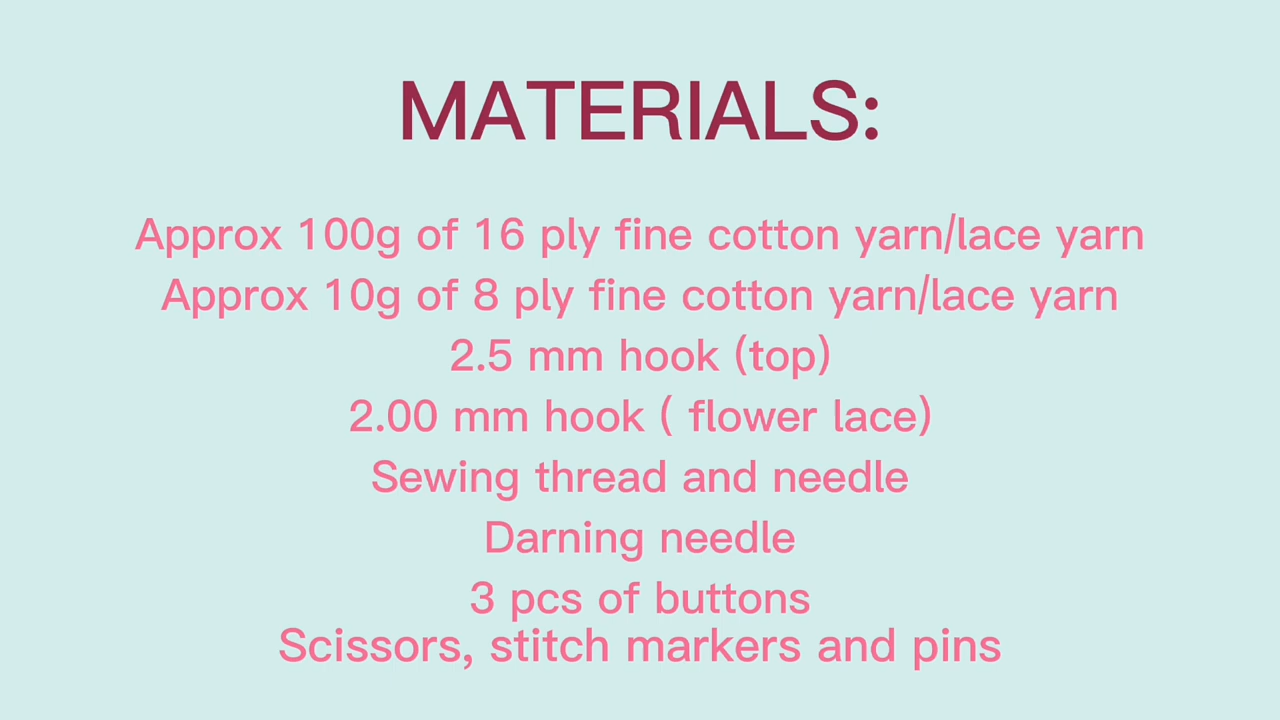 MATERIALS:
Approx 100g of 16 ply fine cotton yarn/lace yarn
Approx 10g of 8 ply fine cotton yarn/lace yarn
2.5 mm hook (top)
2.00 mm hook ( flower lace)
Sewing thread and needle
Darning needle
3 pcs of buttons
Scissors, stitch markers and pins